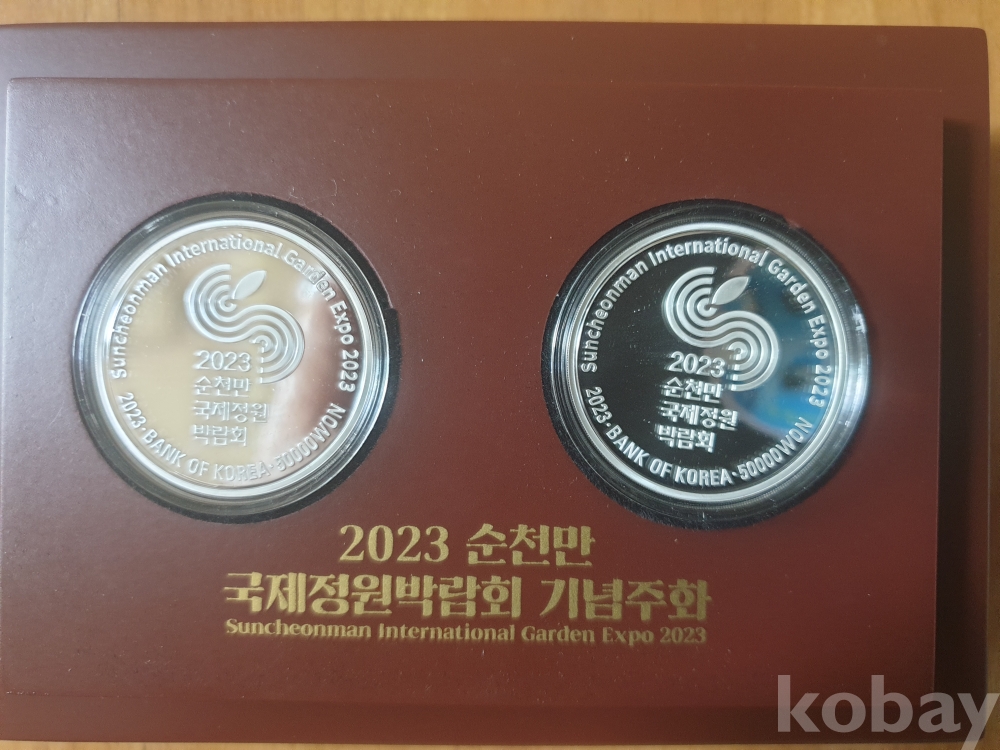 Suncheonman International Garden Expo 2023
2023
순천만
국제정원
박람회
2023·BANK OF KOREA·50000WON
Suncheonman International Garden Expo 2023
2023
순천만
국제정원
박람회
2023·BANK OF KOREA·50000WON
2023 순천만
국제정원박람회 기념주화
Suncheonman International Garden Expo 2023
kobay